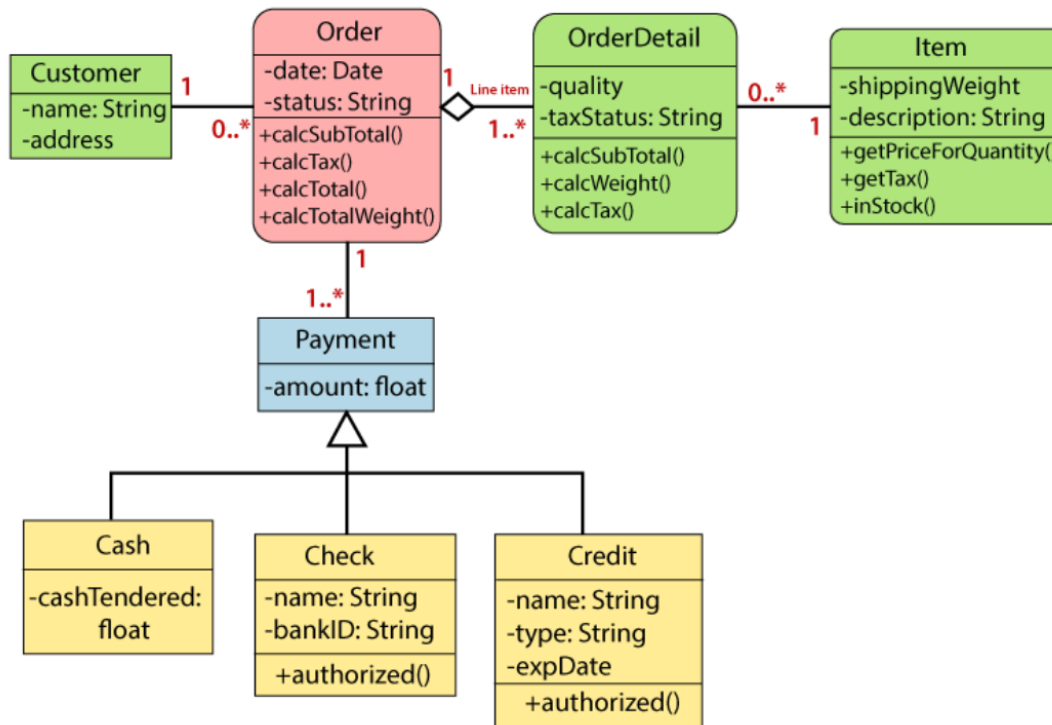 Customer
-name: String
-address
1
0..*
Order
-date: Date
-status: String
+calcSubTotal()
+calcTax()
+calcTotal()
+calcTotalWeight()
1
Line item
1..*
OrderDetail
-quality
-taxStatus: String
+calcSubTotal()
+calcWeight()
+calcTax()
0..*
1
Item
-shippingWeight
-description: String
+getPriceForQuantity()
+getTax()
+inStock()
1
1..*
Payment
-amount: float
Cash
-cashTendered:
float
Check
-name: String
-bankID: String
+authorized()
Credit
-name: String
-type: String
-expDate
+authorized()